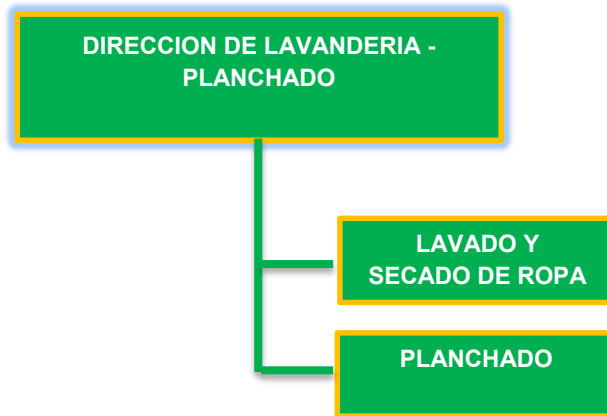 DIRECCION DE LAVANDERIA -
PLANCHADO
LAVADO Y
SECADO DE ROPA
PLANCHADO